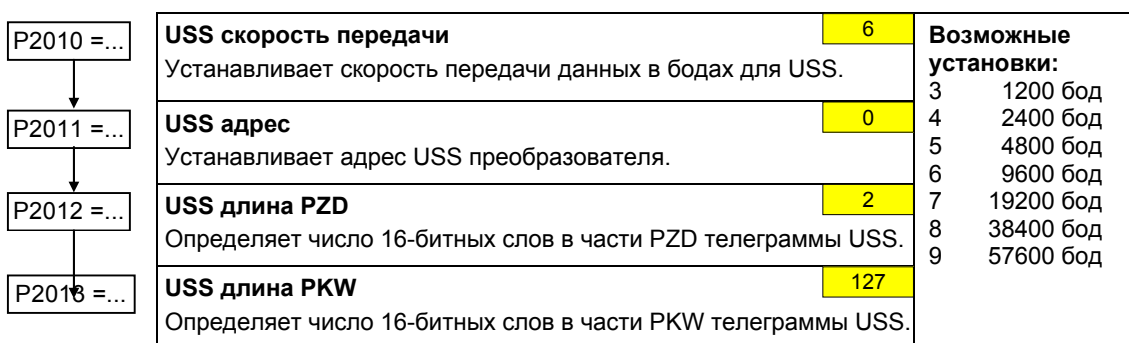 P2010 =...
USS скорость передачи
6
Устанавливает скорость передачи данных в бодах для USS.
P2011 =...
USS адрес
0
Устанавливает адрес USS преобразователя.
P2012 =...
USS длина PZD
2
Определяет число 16-битных слов в части PZD телеграммы USS.
P2013 =...
USS длина PKW
127
Определяет число 16-битных слов в части PKW телеграммы USS.
Возможные
установки:
3 1200 бод
4 2400 бод
5 4800 бод
6 9600 бод
7 19200 бод
8 38400 бод
9 57600 бод